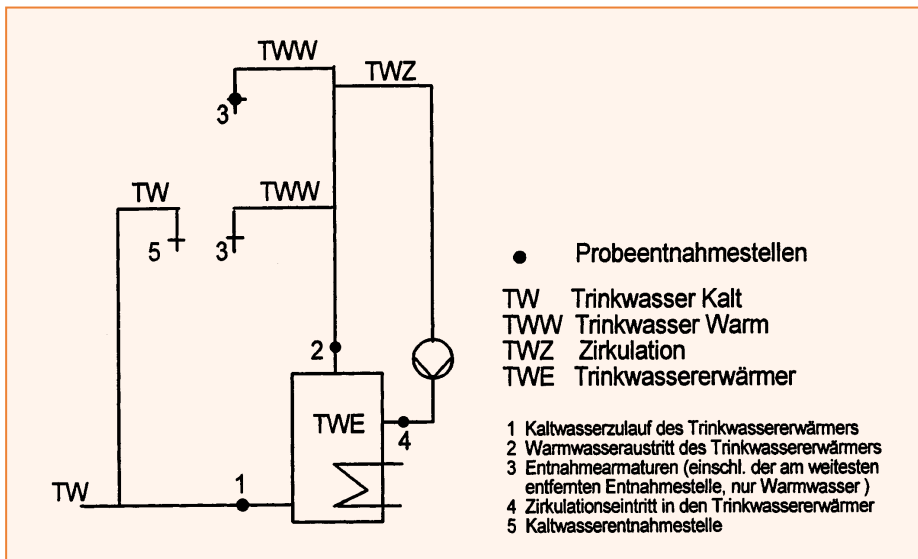 TWW
TWZ
3
TW
TWW
5
3
● Probeentnahmestellen
TW Trinkwasser Kalt
TWW Trinkwasser Warm
TWZ Zirkulation
TWE Trinkwassererwärmer
2
TWE
4
1 Kaltwasserzulauf des Trinkwassererwärmers
2 Warmwasseraustritt des Trinkwassererwärmers
3 Entnahmearmaturen (einschl. der am weitesten
entfernten Entnahmestelle, nur Warmwasser )
4 Zirkulationseintritt in den Trinkwassererwärmer
5 Kaltwasserentnahmestelle
TW
1